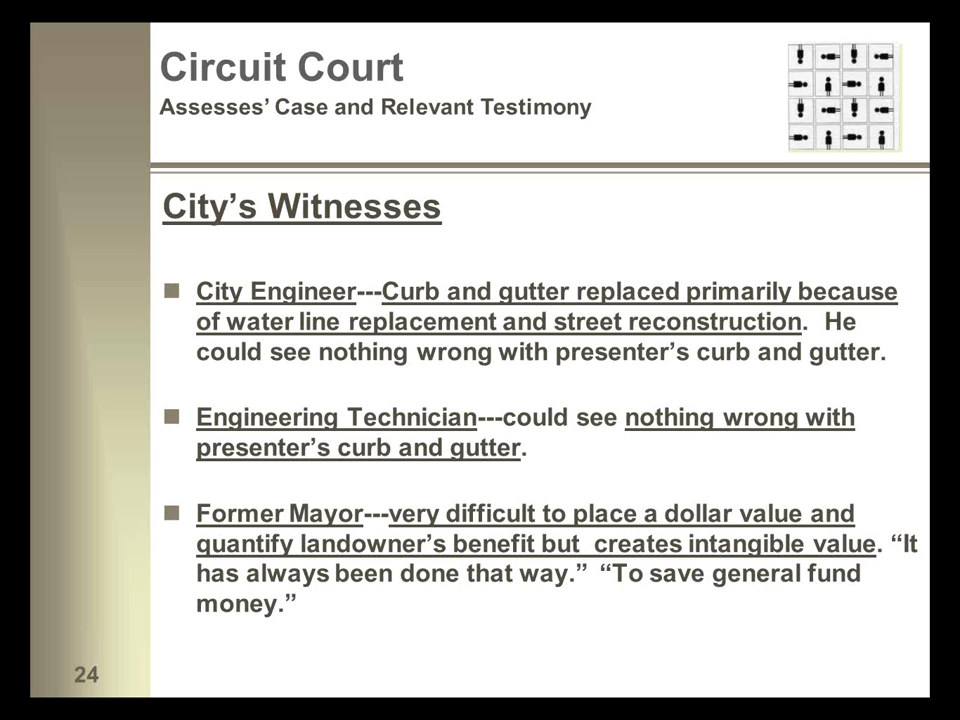 Circuit Court
Assesses’ Case and Relevant Testimony
City’s Witnesses
City Engineer---Curb and gutter replaced primarily because
of water line replacement and street reconstruction. He
could see nothing wrong with presenter’s curb and gutter.
Engineering Technician---could see nothing wrong with
presenter’s curb and gutter.
Former Mayor---very difficult to place a dollar value and
quantify landowner’s benefit but creates intangible value. “It
has always been done that way.” “To save general fund
money.”
24